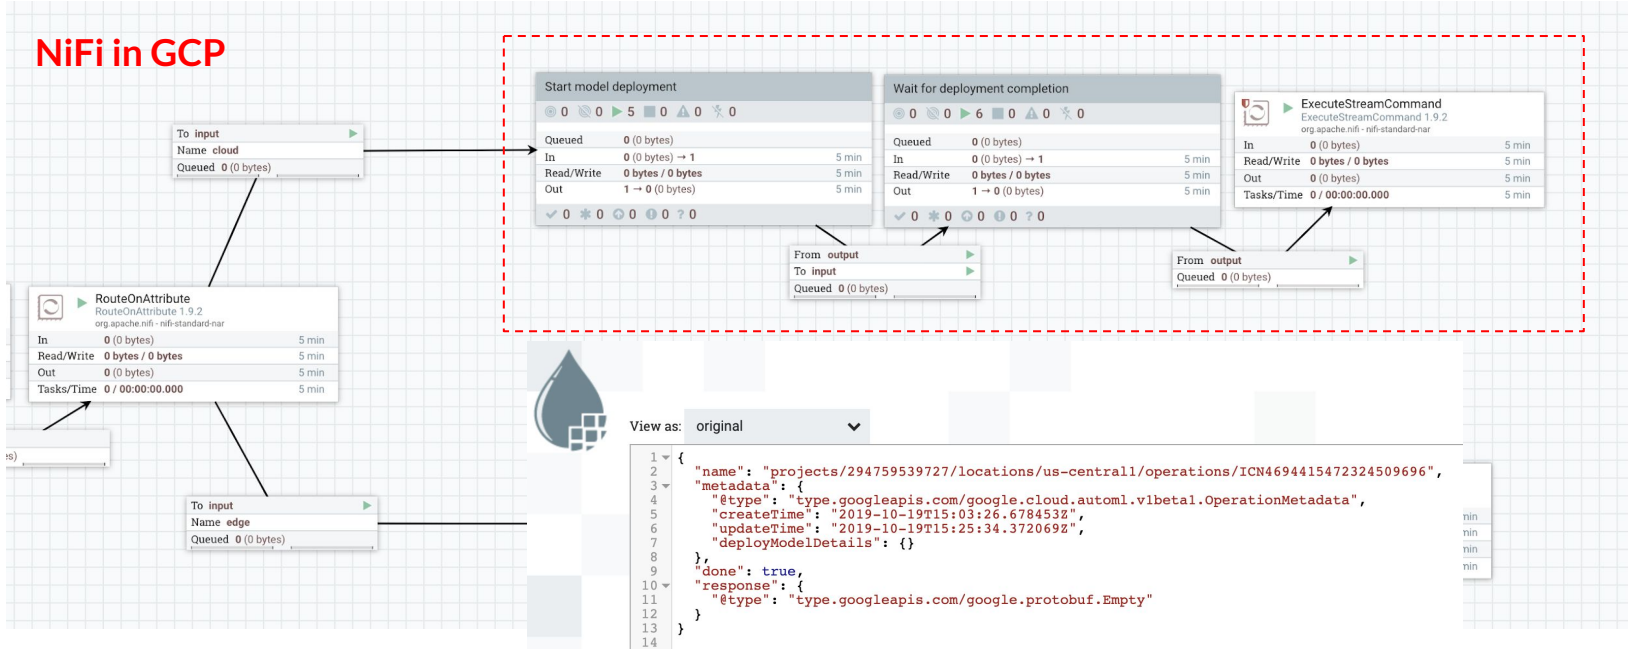 NiFi in GCP
To input
Name cloud
Queued 0 (0 bytes)
Start model deployment
0 0 5 0 0 0
Queued 0 (0 bytes)
In 0 (0 bytes) → 1 5 min
Read/Write 0 bytes / 0 bytes 5 min
Out 1 → 0 (0 bytes) 5 min
0 0 0 0 ? 0
Wait for deployment completion
0 0 6 0 0 0
Queued 0 (0 bytes)
In 0 (0 bytes) → 1 5 min
Read/Write 0 bytes / 0 bytes 5 min
Out 1 → 0 (0 bytes) 5 min
0 0 0 0 ? 0
ExecuteStreamCommand
ExecuteStreamCommand 1.9.2
org.apache.nifi - nifi-standard-nar
In 0 (0 bytes) 5 min
Read/Write 0 bytes / 0 bytes 5 min
Out 0 (0 bytes) 5 min
Tasks/Time 0 / 00:00:00.000 5 min
From output
To input
Queued 0 (0 bytes)
From output
Queued 0 (0 bytes)
RouteOnAttribute
RouteOnAttribute 1.9.2
org.apache.nifi - nifi-standard-nar
In 0 (0 bytes) 5 min
Read/Write 0 bytes / 0 bytes 5 min
Out 0 (0 bytes) 5 min
Tasks/Time 0 / 00:00:00.000 5 min
es)
To input
Name edge
Queued 0 (0 bytes)
View as: original
1 {
2 "name": "projects/294759539727/locations/us-central1/operations/ICN4694415472324509696",
3 "metadata": {
4 "@type": "type.googleapis.com/google.cloud.automl.v1beta1.OperationMetadata",
5 "createTime": "2019-10-19T15:03:26.678453Z",
6 "updateTime": "2019-10-19T15:25:34.372069Z",
7 "deployModelDetails": {}
8 },
9 "done": true,
10 "response": {
11 "@type": "type.googleapis.com/google.protobuf.Empty"
12 }
13 }
14
min
min
min
min